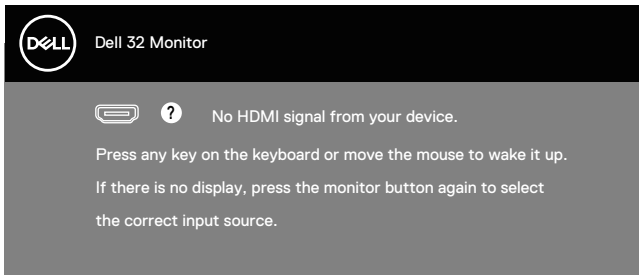 DELL
Dell 32 Monitor
? No HDMI signal from your device.
Press any key on the keyboard or move the mouse to wake it up.
If there is no display, press the monitor button again to select
the correct input source.